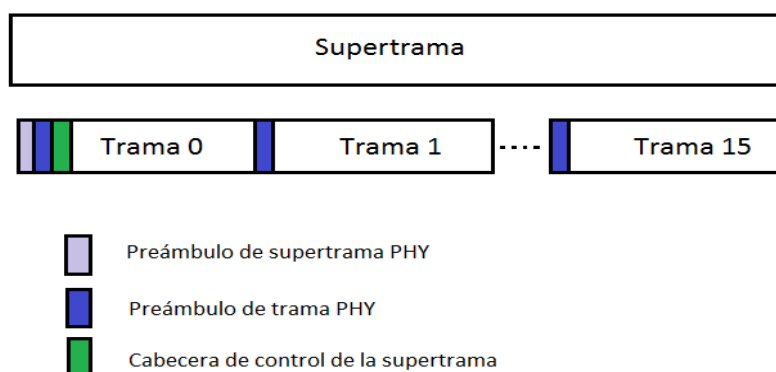 Supertrama
Trama 0 Trama 1 Trama 15
Preámbulo de supertrama PHY
Preámbulo de trama PHY
Cabecera de control de la supertrama